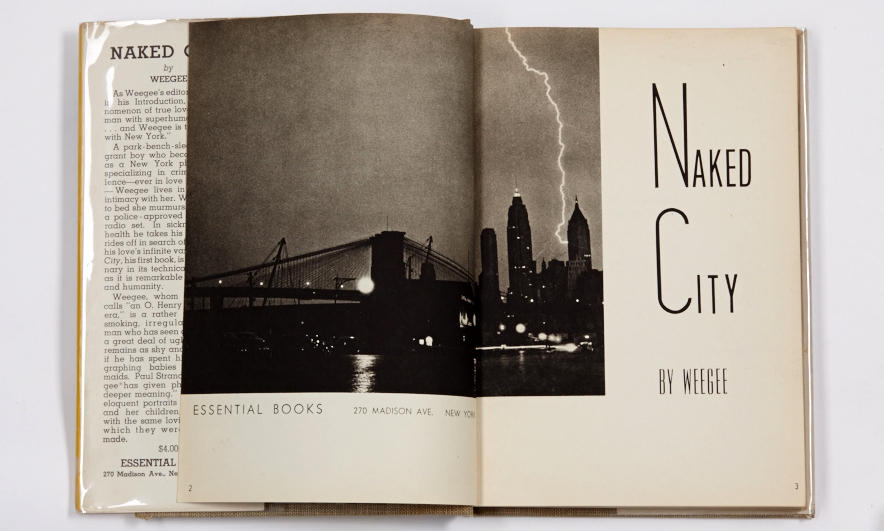 NAKED
by
WEEGEE
As Weegee's editor
in his Introduction,
nomenon of true lov
man with superhum
. . . and Weegee is t
with New York."
A park-bench-sle
grant boy who beca
as a New York ph
specializing in crim
lence—ever in love
— Weegee lives in
intimacy with her. W
to bed she murmurs
a police-approved
radio set. In sickn
health he takes his
rides off in search of
his love's infinite va
City, his first book, is
nary in its technica
as it is remarkable
and humanity.
Weegee, whom
calls "an O. Henry
era," is a rather
smoking, irregula
man who has seen
a great deal of ugl
remains as shy and
if he has spent h
graphing babies
maids. Paul Strand
gee has given ph
deeper meaning."
eloquent portraits
and her children,
with the same lovi
which they were
made.
$4.00
ESSENTIAL
270 Madison Ave., Ne
ESSENTIAL BOOKS 270 MADISON AVE. NEW YORK
2
NAKED
CITY
BY WEEGEE
3